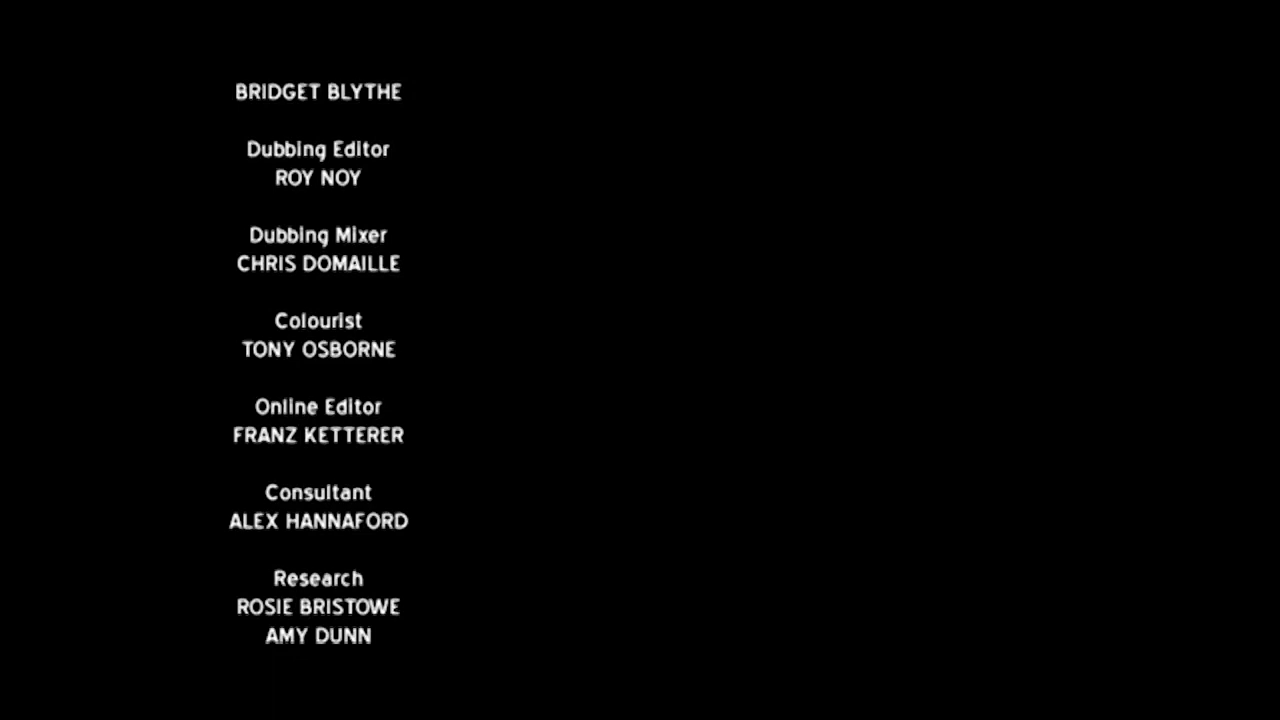 BRIDGET BLYTHE
Dubbing Editor
ROY NOY
Dubbing Mixer
CHRIS DOMAILLE
Colourist
TONY OSBORNE
Online Editor
FRANZ KETTERER
Consultant
ALEX HANNAFORD
Research
ROSIE BRISTOWE
AMY DUNN